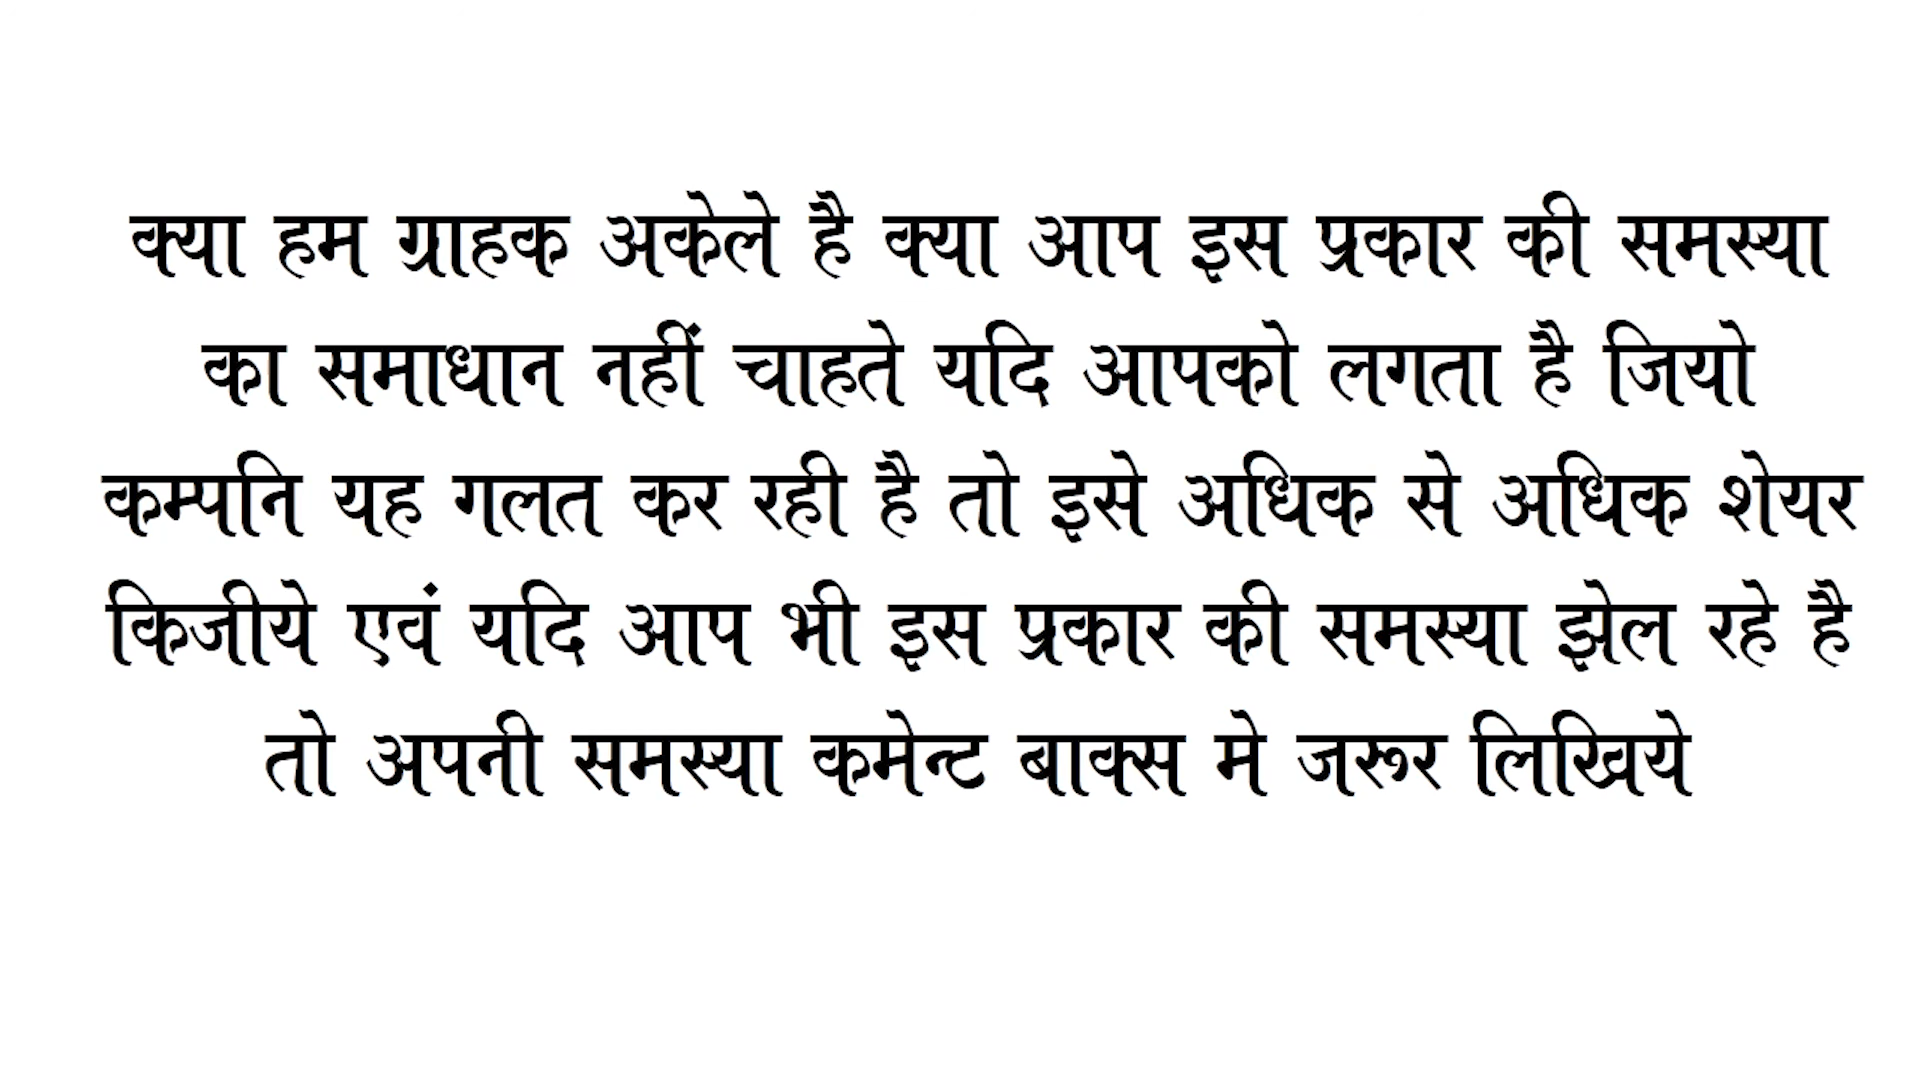 क्या हम ग्राहक अकेले है क्या आप इस प्रकार की समस्या
का समाधान नहीं चाहते यदि आपको लगता है जियो
कम्पनि यह गलत कर रही है तो इसे अधिक से अधिक शेयर
किजीये एवं यदि आप भी इस प्रकार की समस्या झेल रहे है
तो अपनी समस्या कमेन्ट बाक्स मे जरूर लिखिये